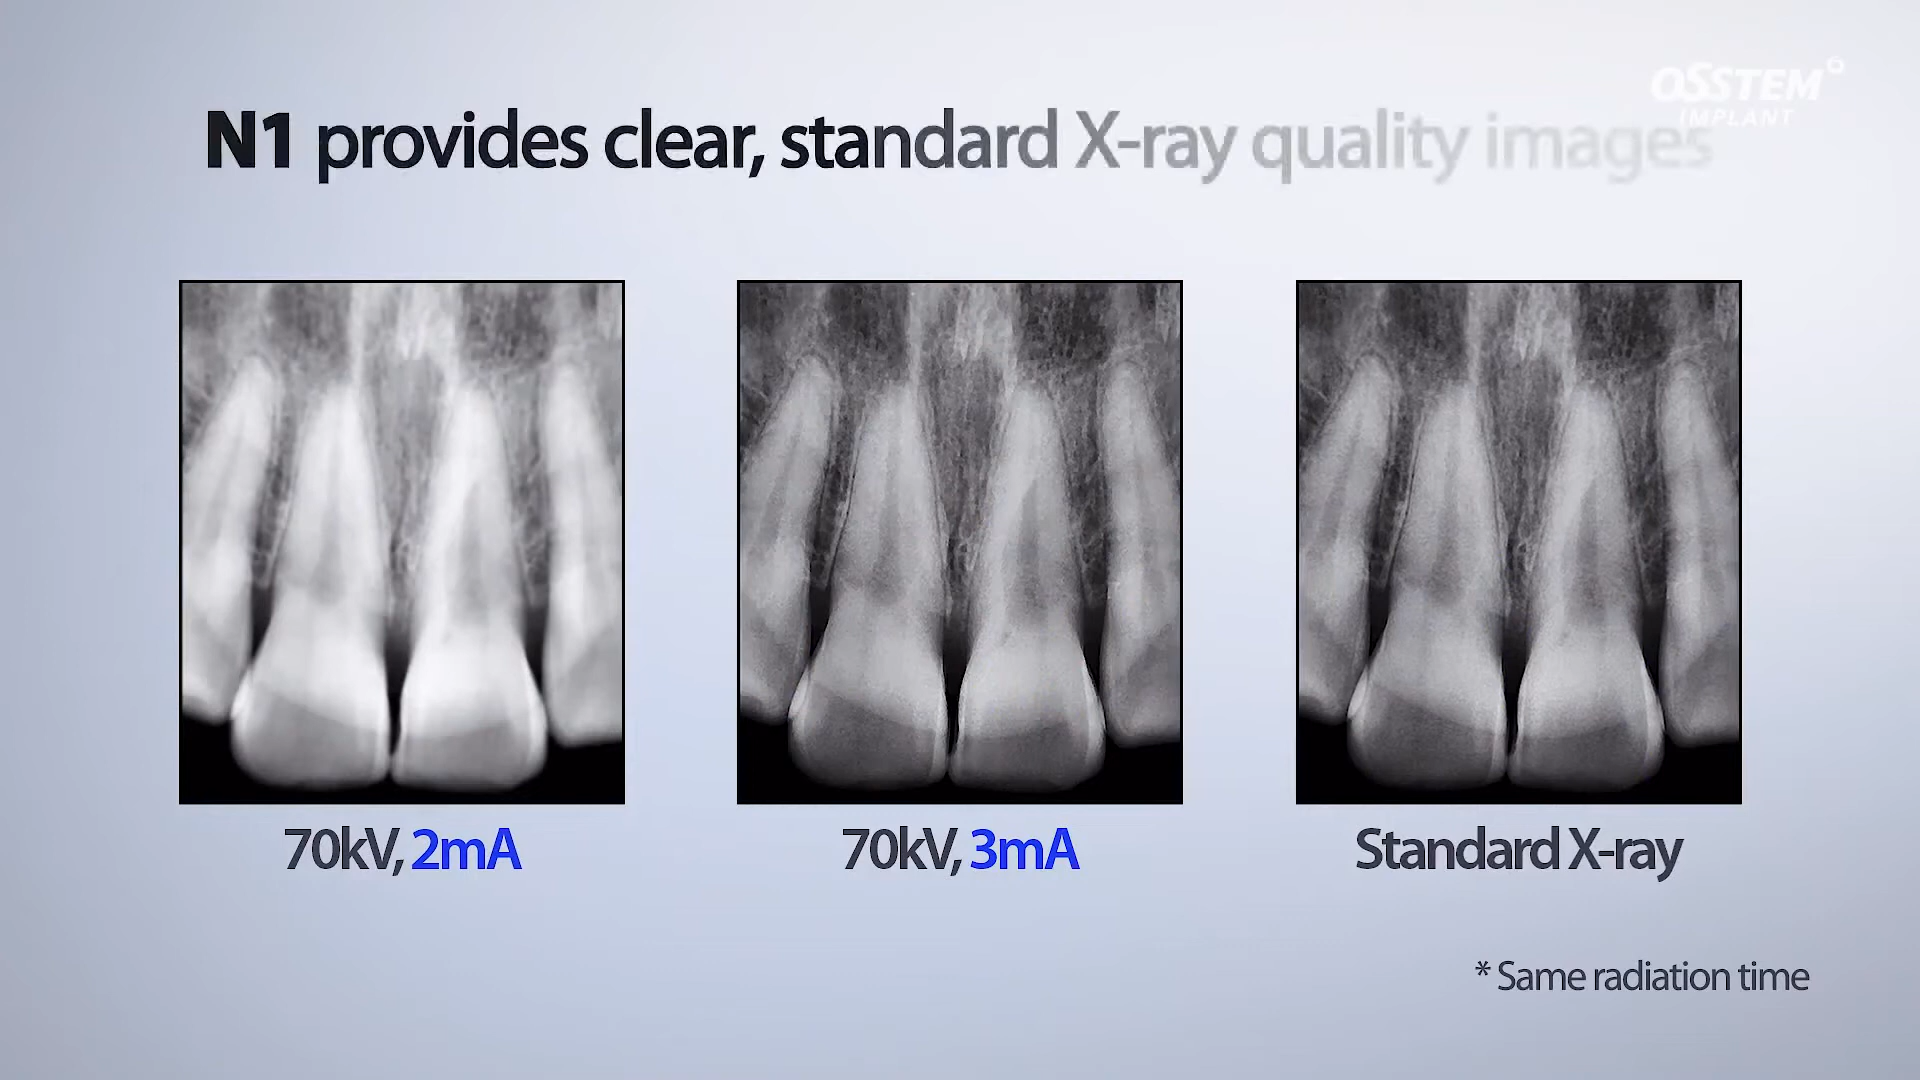 OSSTEM
IMPLANT
N1 provides clear, standard X-ray quality images
70kV, 2mA
70kV, 3mA
Standard X-ray
* Same radiation time